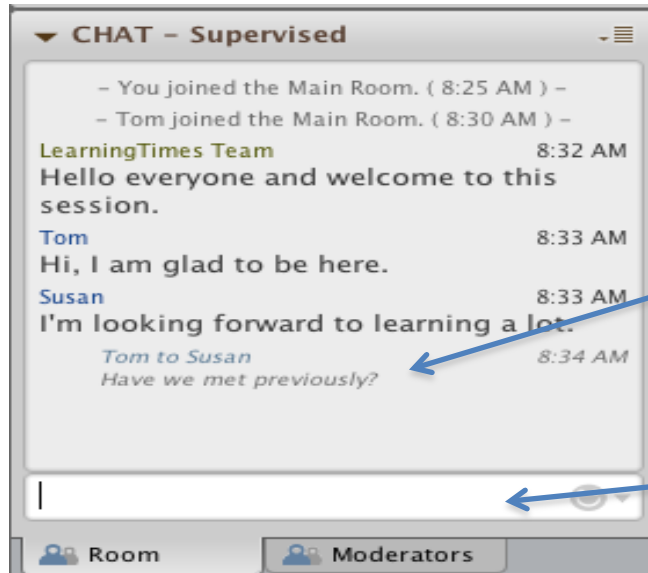 CHAT – Supervised
– You joined the Main Room. ( 8:25 AM ) –
– Tom joined the Main Room. ( 8:30 AM ) –
LearningTimes Team 8:32 AM
Hello everyone and welcome to this
session.
Tom 8:33 AM
Hi, I am glad to be here.
Susan 8:33 AM
I'm looking forward to learning a lot.
Tom to Susan 8:34 AM
Have we met previously?
Room Moderators